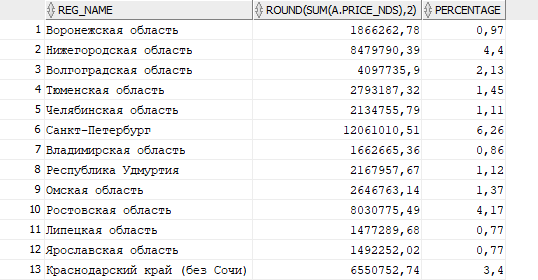 REG_NAME ROUND(SUM(A.PRICE_NDS),2) PERCENTAGE
1 Воронежская область 1866262,78 0,97
2 Нижегородская область 8479790,39 4,4
3 Волгоградская область 4097735,9 2,13
4 Тюменская область 2793187,32 1,45
5 Челябинская область 2134755,79 1,11
6 Санкт-Петербург 12061010,51 6,26
7 Владимирская область 1662665,36 0,86
8 Республика Удмуртия 2167957,67 1,12
9 Омская область 2646763,14 1,37
10 Ростовская область 8030775,49 4,17
11 Липецкая область 1477289,68 0,77
12 Ярославская область 1492252,02 0,77
13 Краснодарский край (без Сочи) 6550752,74 3,4